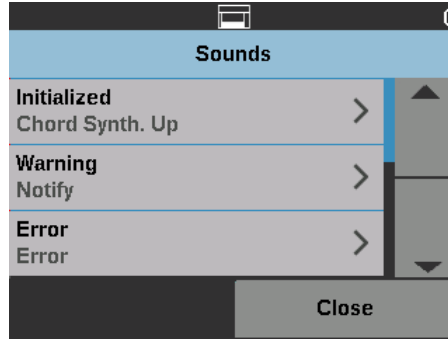 Sounds
Initialized
Chord Synth. Up
Warning
Notify
Error
Error
Close